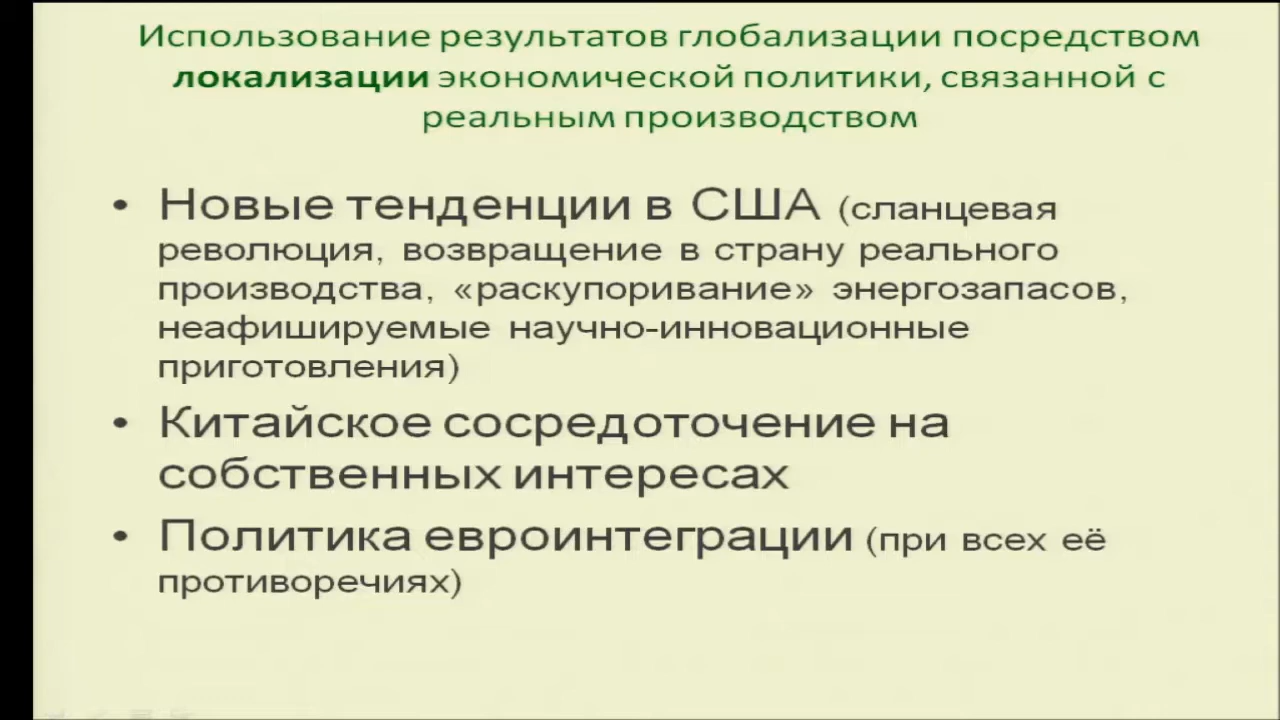 Использование результатов глобализации посредством
локализации экономической политики, связанной с
реальным производством
• Новые тенденции в США (сланцевая
революция, возвращение в страну реального
производства, «раскупоривание» энергозапасов,
неафишируемые научно-инновационные
приготовления)
• Китайское сосредоточение на
собственных интересах
• Политика евроинтеграции (при всех её
противоречиях)